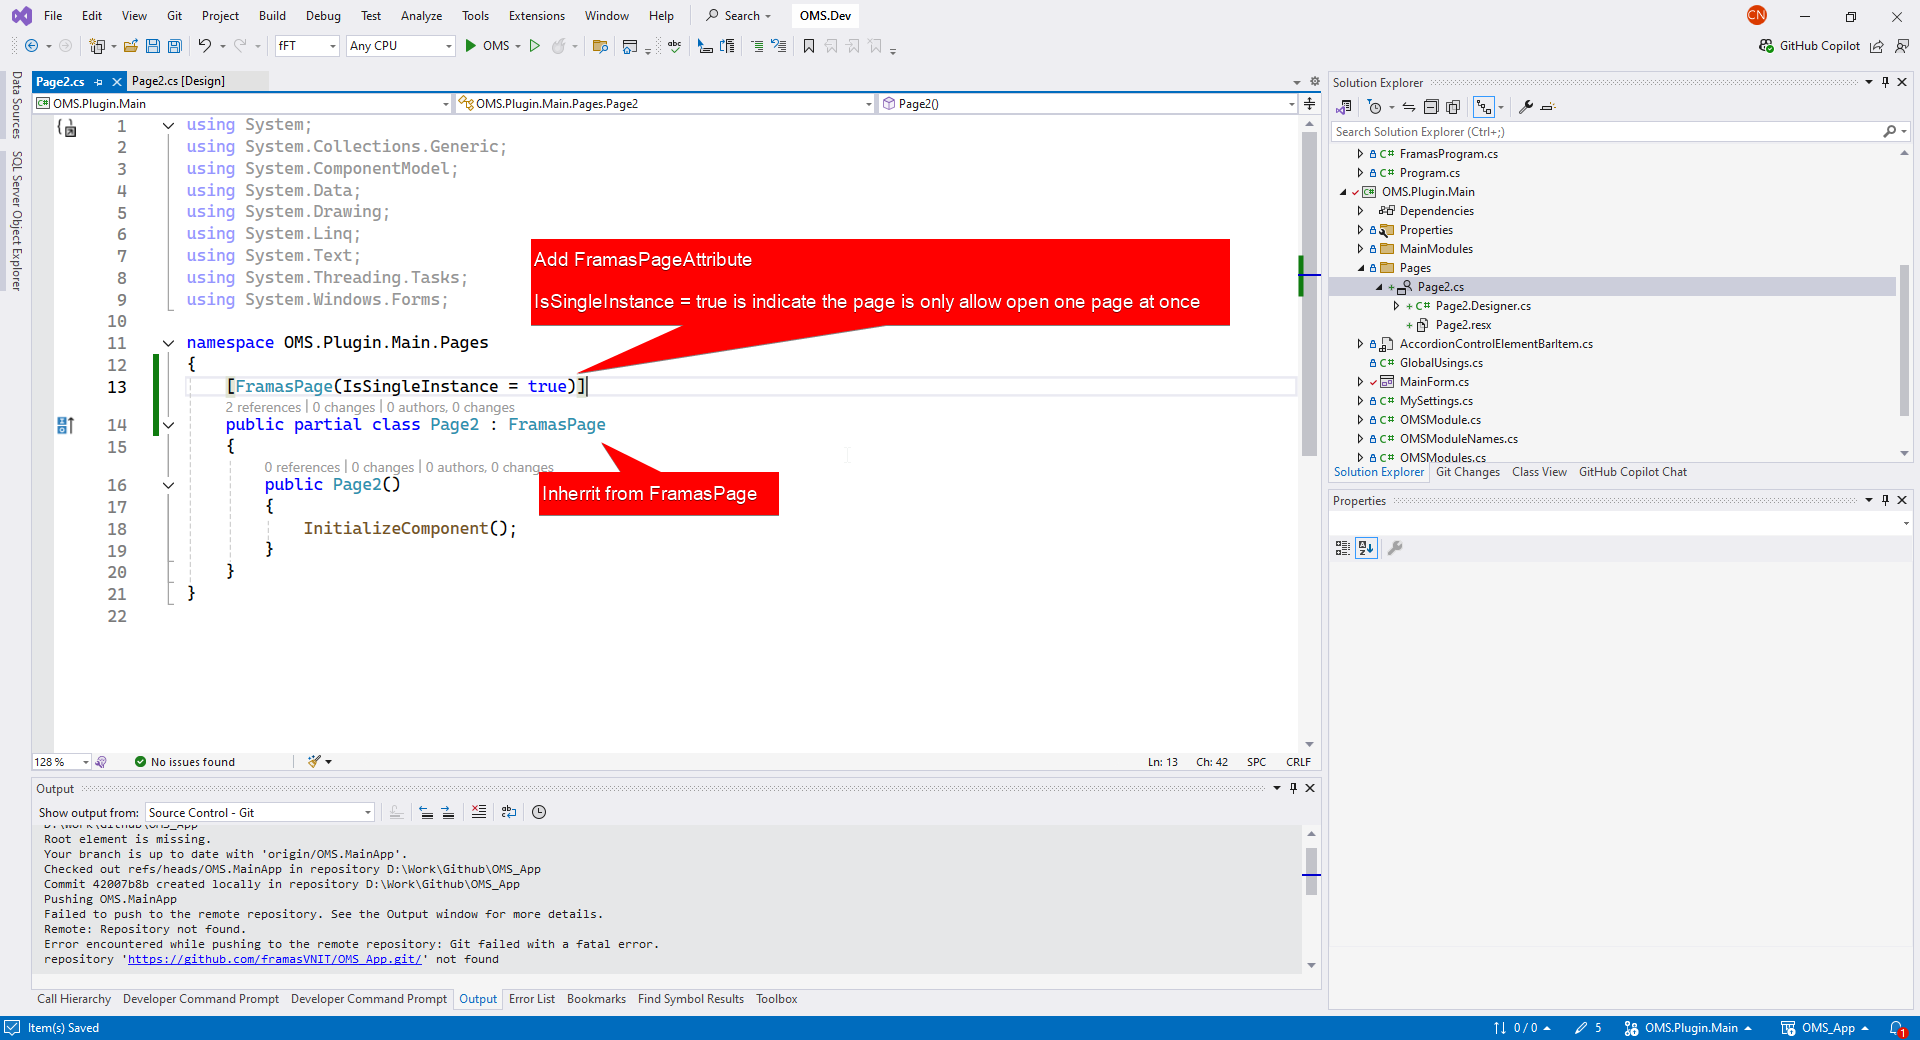 File Edit View Git Project Build Debug Test Analyze Tools Extensions Window Help Search OMS.Dev CN
fFT Any CPU OMS abc GitHub Copilot
Data Sources
SQL Server Object Explorer
Page2.cs Page2.cs [Design]
C# OMS.Plugin.Main OMS.Plugin.Main.Pages.Page2 Page2()
1 using System;
2 using System.Collections.Generic;
3 using System.ComponentModel;
4 using System.Data;
5 using System.Drawing;
6 using System.Linq;
7 using System.Text;
8 using System.Threading.Tasks;
9 using System.Windows.Forms;
10
11 namespace OMS.Plugin.Main.Pages
12 {
13 [FramasPage(IsSingleInstance = true)]
2 references | 0 changes | 0 authors, 0 changes
14 public partial class Page2 : FramasPage
15 {
0 references | 0 changes | 0 authors, 0 changes
16 public Page2()
17 {
18 InitializeComponent();
19 }
20 }
21 }
22
Add FramasPageAttribute
IsSingleInstance = true is indicate the page is only allow open one page at once
Inherrit from FramasPage
128 % No issues found Ln: 13 Ch: 42 SPC CRLF
Output
Show output from: Source Control - Git
D:\Work\Github\OMS_App
Root element is missing.
Your branch is up to date with 'origin/OMS.MainApp'.
Checked out refs/heads/OMS.MainApp in repository D:\Work\Github\OMS_App
Commit 42007b8b created locally in repository D:\Work\Github\OMS_App
Pushing OMS.MainApp
Failed to push to the remote repository. See the Output window for more details.
Remote: Repository not found.
Error encountered while pushing to the remote repository: Git failed with a fatal error.
repository 'https://github.com/framasVNIT/OMS_App.git/' not found
Call Hierarchy Developer Command Prompt Developer Command Prompt Output Error List Bookmarks Find Symbol Results Toolbox
Solution Explorer
Search Solution Explorer (Ctrl+;)
C# FramasProgram.cs
C# Program.cs
C# OMS.Plugin.Main
Dependencies
Properties
MainModules
Pages
Page2.cs
C# Page2.Designer.cs
Page2.resx
AccordionControlElementBarItem.cs
C# GlobalUsings.cs
MainForm.cs
C# MySettings.cs
C# OMSModule.cs
C# OMSModuleNames.cs
C# OMSModules.cs
Solution Explorer Git Changes Class View GitHub Copilot Chat
Properties
Item(s) Saved 0 / 0 5 OMS.Plugin.Main OMS_App 1